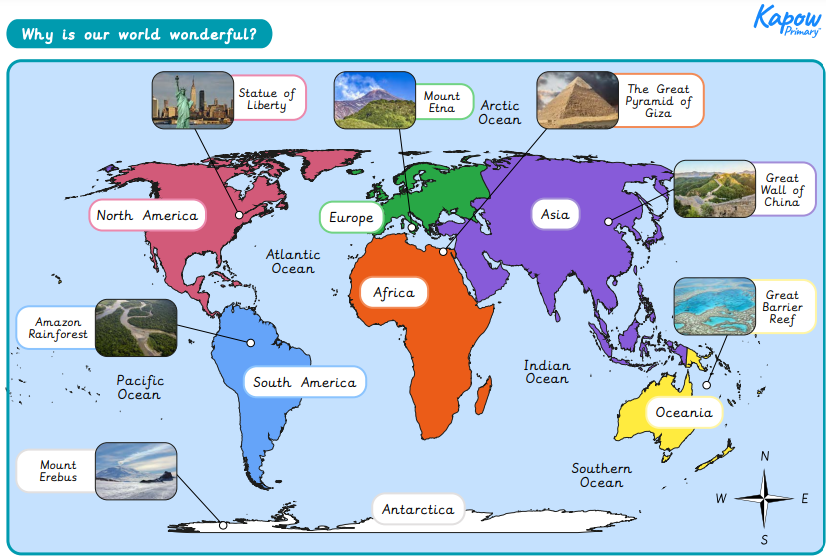 Kapow
Primary™
Why is our world wonderful?
Statue of
Liberty
Mount
Etna
Arctic
Ocean
The Great
Pyramid of
Giza
Great
Wall of
China
North America
Europe
Asia
Atlantic
Ocean
Africa
Great
Barrier
Reef
Amazon
Rainforest
Pacific
Ocean
South America
Indian
Ocean
Oceania
Mount
Erebus
Southern
Ocean
Antarctica
N
W
E
S